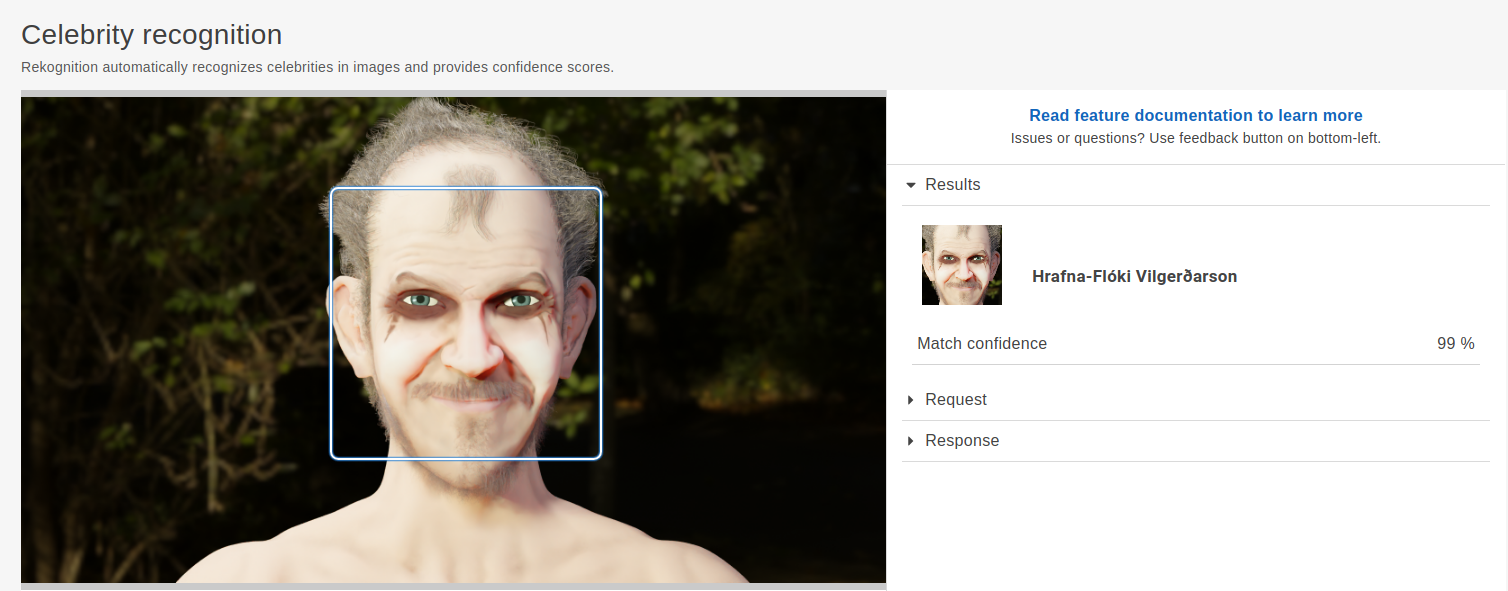 Celebrity recognition
Rekognition automatically recognizes celebrities in images and provides confidence scores.
Read feature documentation to learn more
Issues or questions? Use feedback button on bottom-left.
Results
Hrafna-Flóki Vilgerðarson
Match confidence 99 %
Request
Response